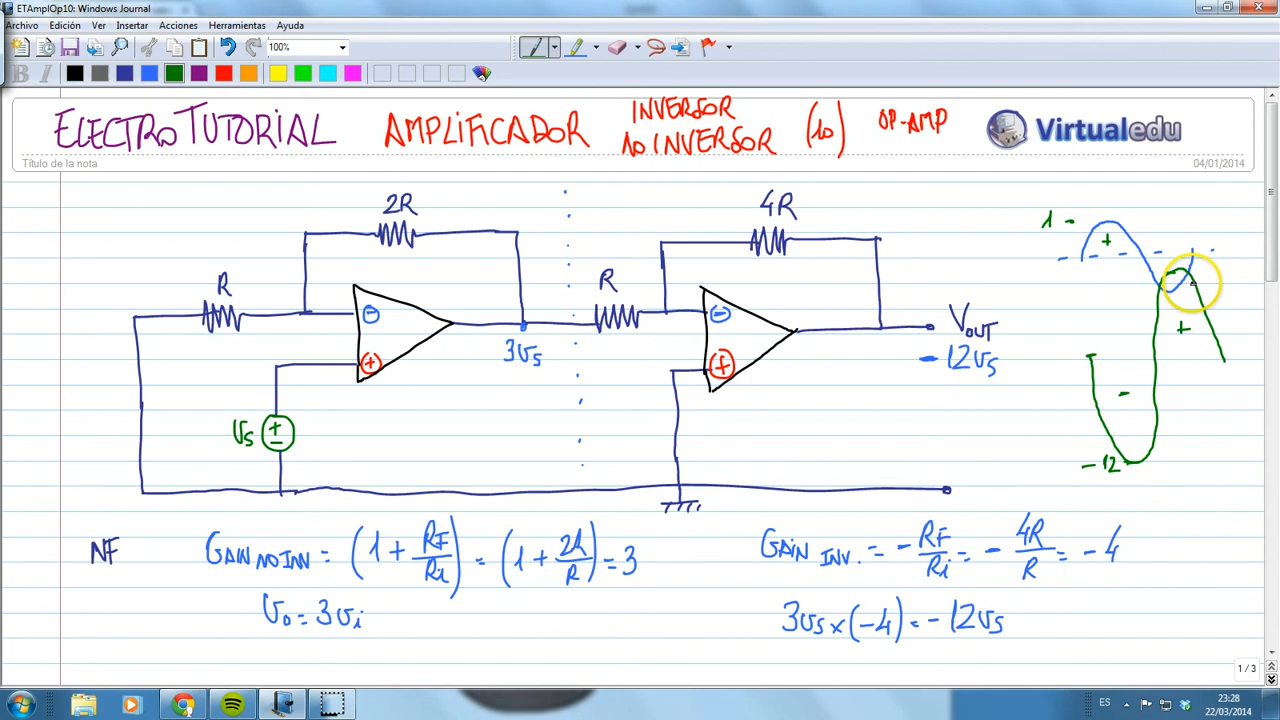 ETAmplOp10: Windows Journal
Archivo Edición Ver Insertar Acciones Herramientas Ayuda
100%
B I
ELECTROTUTORIAL AMPLIFICADOR INVERSOR NO INVERSOR (10) OP-AMP Virtualedu
Título de la nota 04/01/2014
2R
4R
1 -
+
R
R
-
-
VOUT
+
3Vs
- 12Vs
+
+
-
Vs
+
-
- 12
NF
GAIN NO INV = (1 + RF/Ri) = (1 + 2R/R) = 3
GAIN INV. = - RF/Ri = - 4R/R = - 4
Vo = 3Vi
3Vs x (-4) = - 12Vs
1 / 3
ES
23:28
22/03/2014